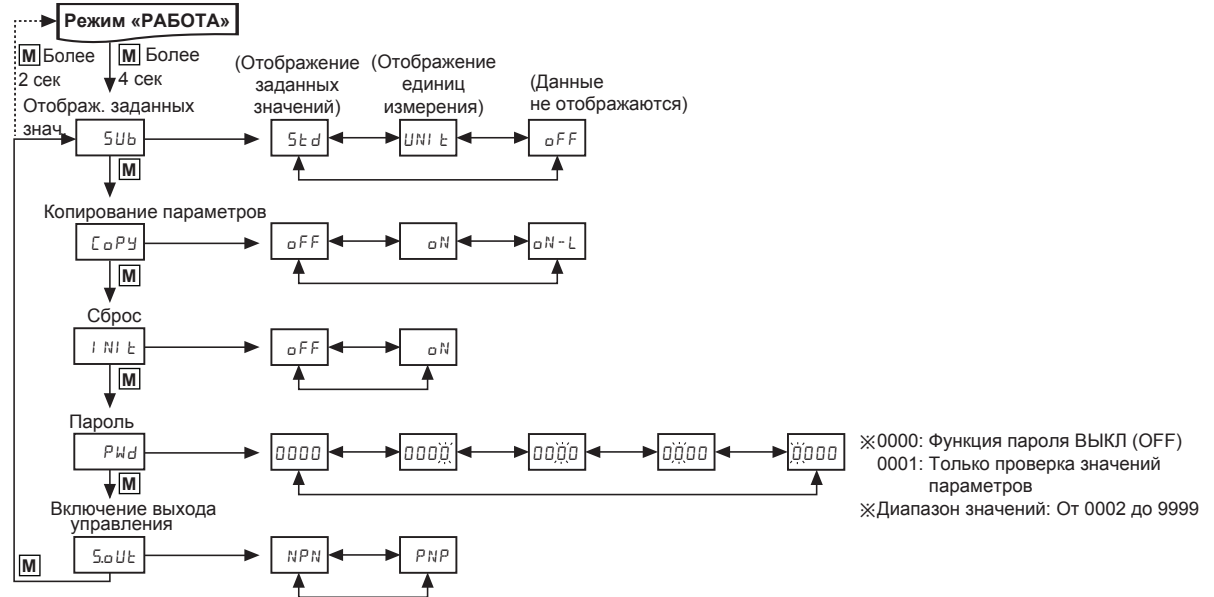 Режим «РАБОТА»
M Более 2 сек
M Более 4 сек
(Отображение заданных значений)
(Отображение единиц измерения)
(Данные не отображаются)
Отображ. заданных знач.
SUb
Std
UNIt
oFF
M
Копирование параметров
CoPY
oFF
oN
oN-L
M
Сброс
INIt
oFF
oN
M
Пароль
PWd
0000
0000
0000
0000
0000
※0000: Функция пароля ВЫКЛ (OFF)
0001: Только проверка значений
параметров
※Диапазон значений: От 0002 до 9999
M
Включение выхода
управления
S.oUt
NPN
PNP
M